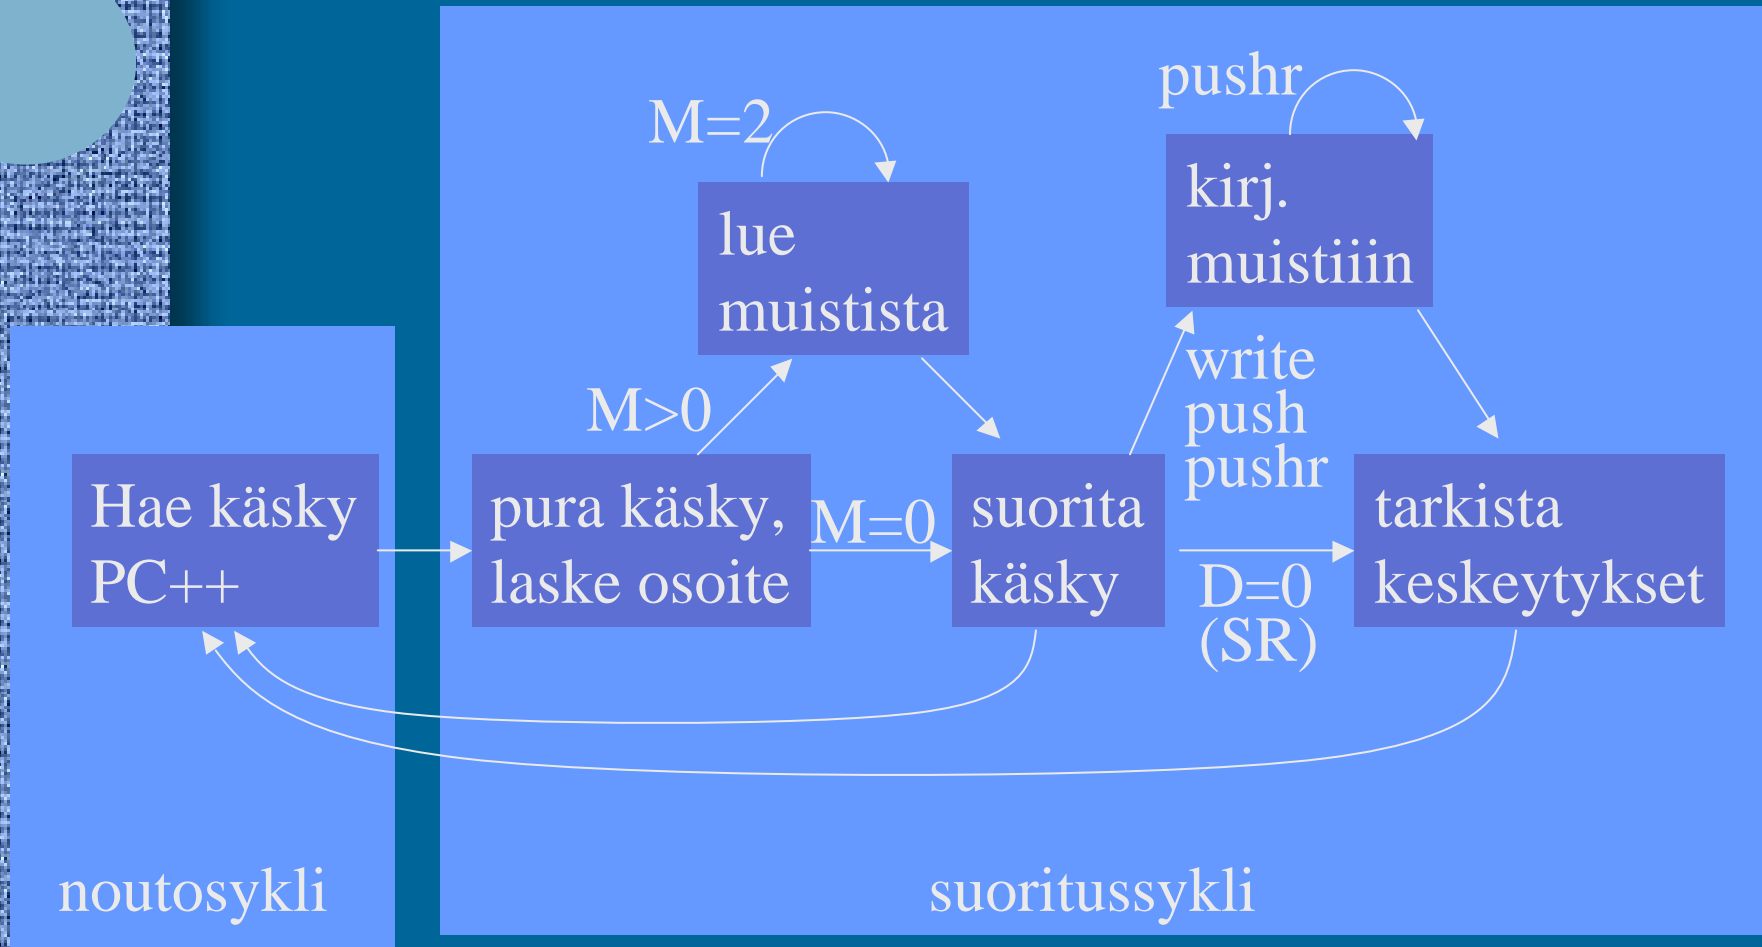 pushr
M=2
kirj.
muistiiin
lue
muistista
write
push
pushr
M>0
Hae käsky
PC++
pura käsky,
laske osoite
M=0
suorita
käsky
D=0
(SR)
tarkista
keskeytykset
noutosykli
suoritussykli